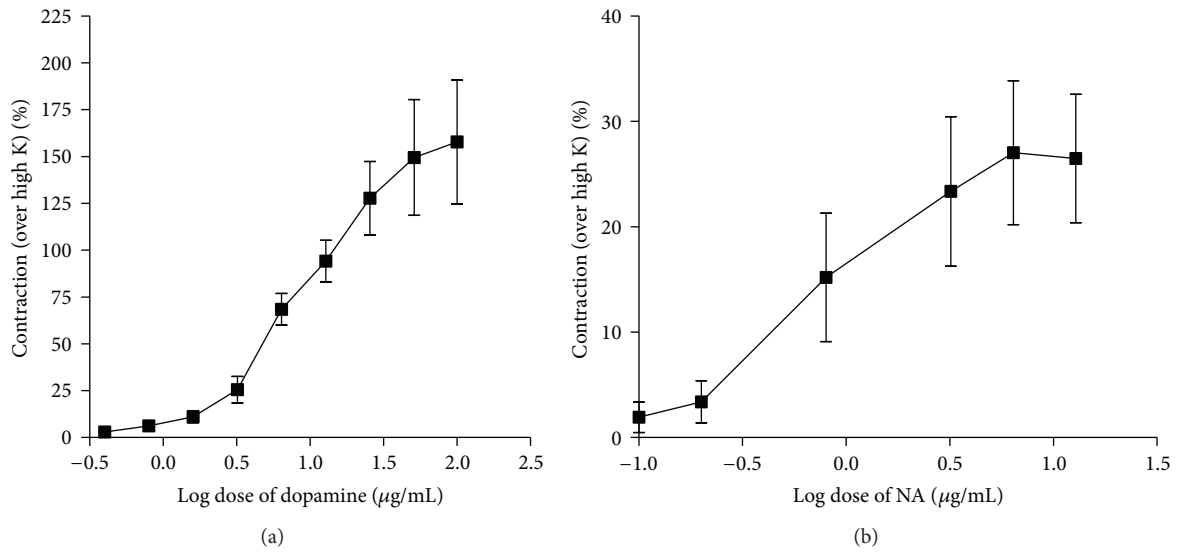 225
200
175
150
125
100
75
50
25
0
Contraction (over high K) (%)
−0.5 0.0 0.5 1.0 1.5 2.0 2.5
Log dose of dopamine (μg/mL)
(a)
40
30
20
10
0
Contraction (over high K) (%)
−1.0 −0.5 0.0 0.5 1.0 1.5
Log dose of NA (μg/mL)
(b)